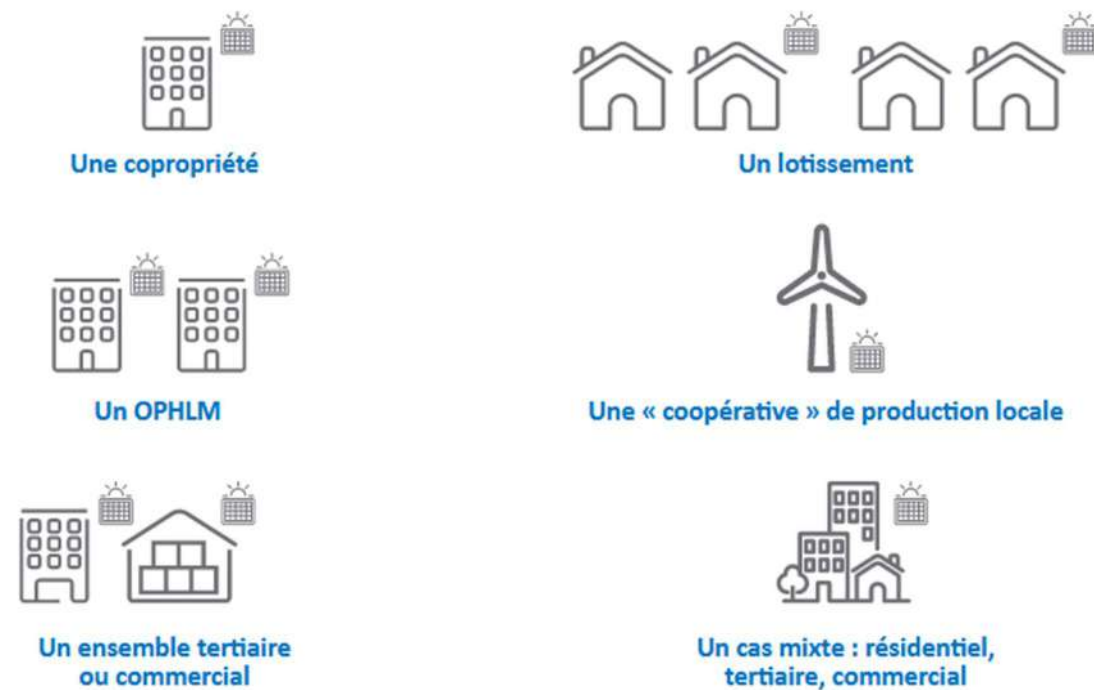 Une copropriété
Un lotissement
Un OPHLM
Une « coopérative » de production locale
Un ensemble tertiaire
ou commercial
Un cas mixte : résidentiel,
tertiaire, commercial